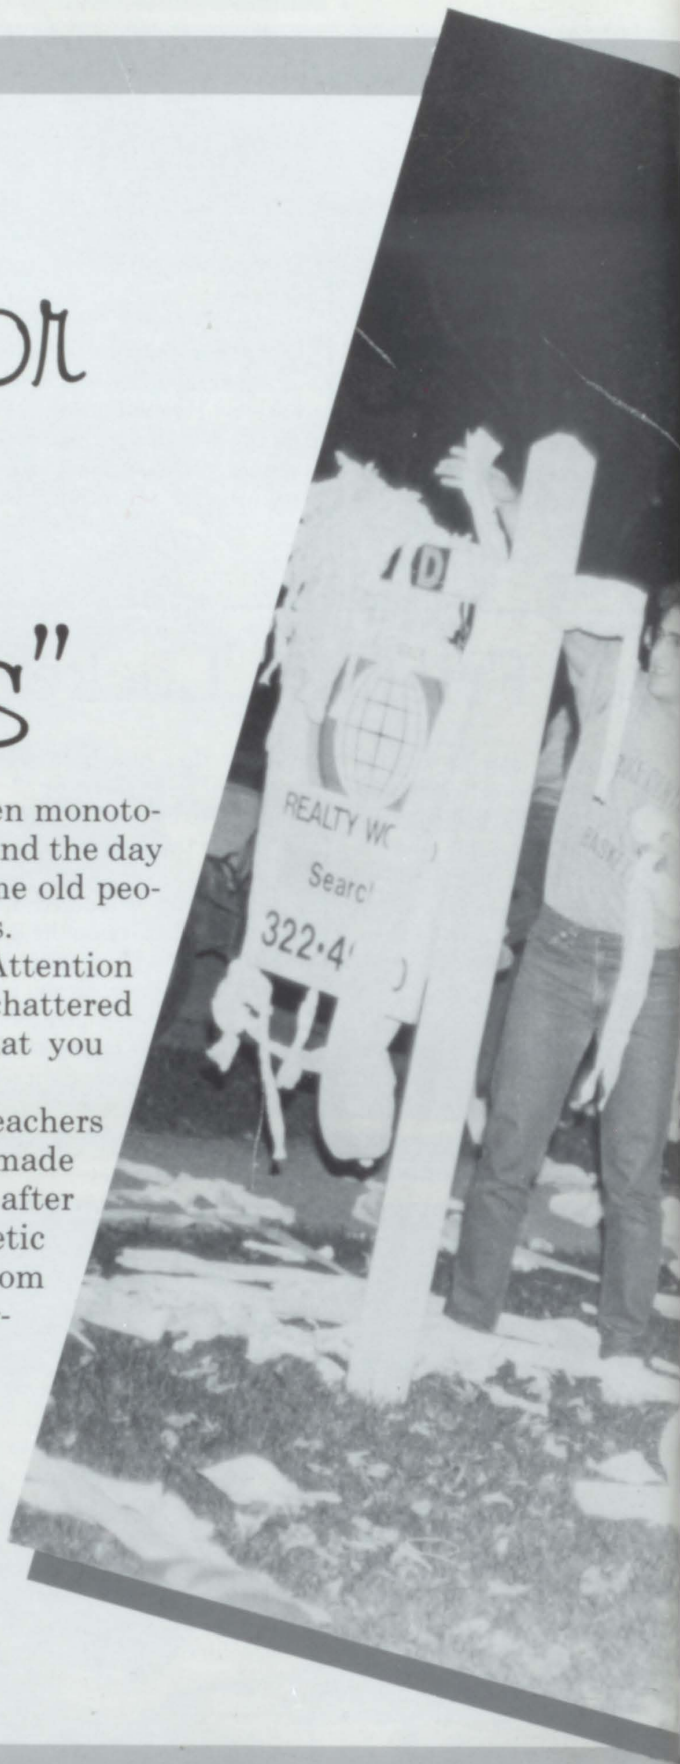 or
s"
en monoto-
nd the day
he old peo-
s.
Attention
hattered
at you
eachers
made
after
etic
om
-
D
REALTY WO
Searc
322-4